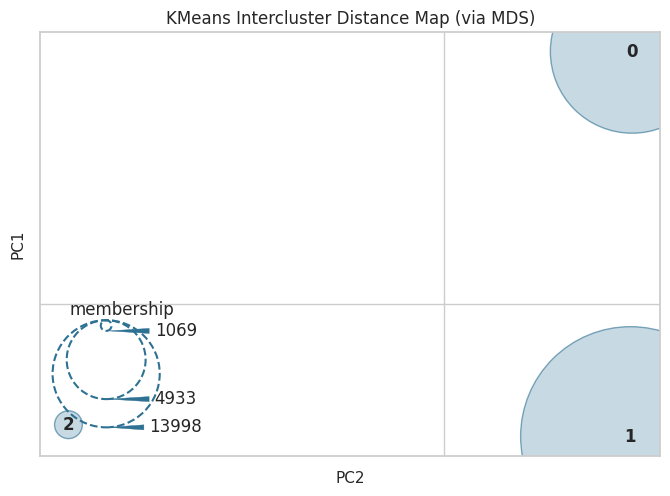 KMeans Intercluster Distance Map (via MDS)
0
PC1
membership
1069
4933
2
13998
1
PC2